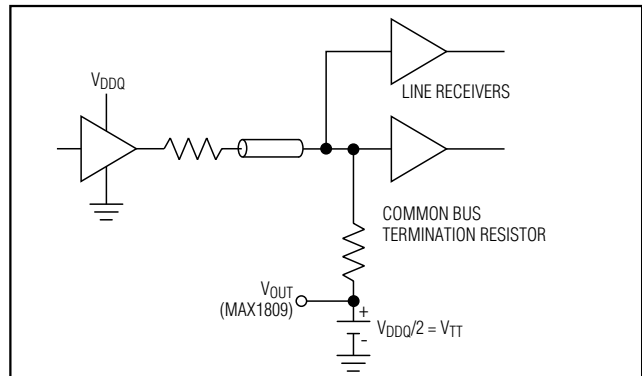 VDDQ
LINE RECEIVERS
COMMON BUS
TERMINATION RESISTOR
VOUT
(MAX1809)
+
VDDQ/2 = VTT
-